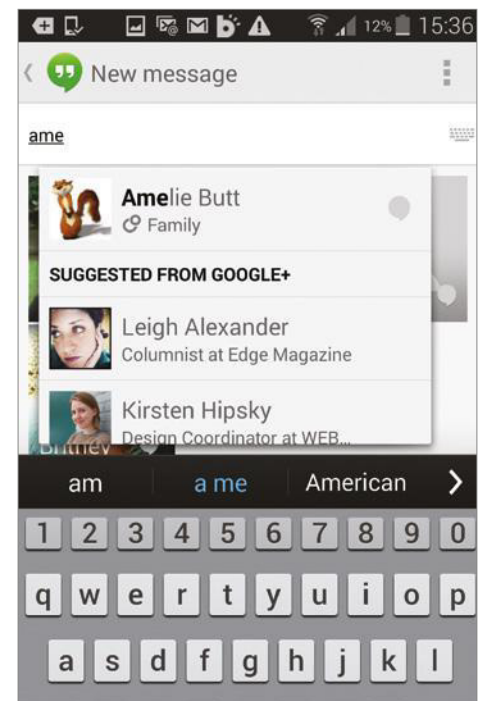 12% 15:36
New message
ame
Amelie Butt
Family
SUGGESTED FROM GOOGLE+
Leigh Alexander
Columnist at Edge Magazine
Kirsten Hipsky
Design Coordinator at WEB...
Britney
am a me American
1 2 3 4 5 6 7 8 9 0
q w e r t y u i o p
a s d f g h j k l